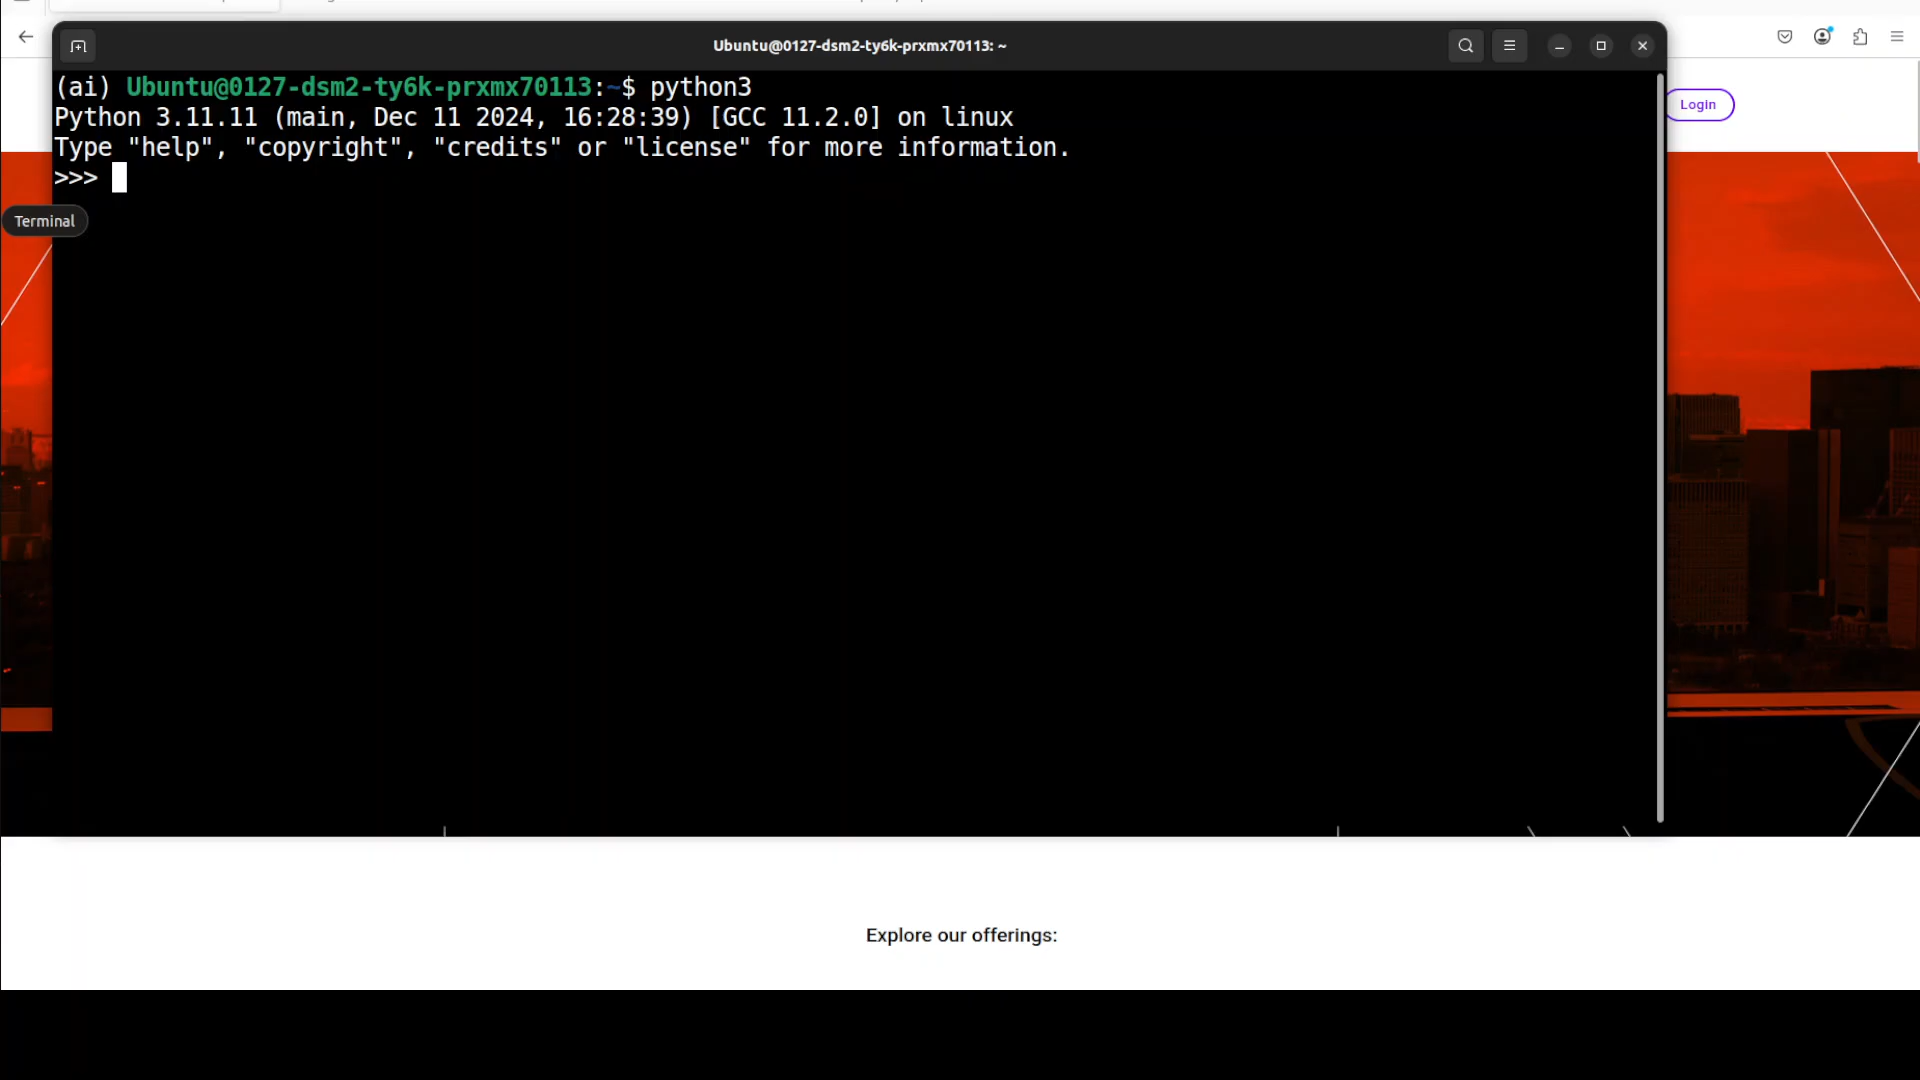 Ubuntu@0127-dsm2-ty6k-prxmx70113: ~
(ai) Ubuntu@0127-dsm2-ty6k-prxmx70113:~$ python3
Python 3.11.11 (main, Dec 11 2024, 16:28:39) [GCC 11.2.0] on linux
Type "help", "copyright", "credits" or "license" for more information.
>>>
Login
Terminal
Explore our offerings: